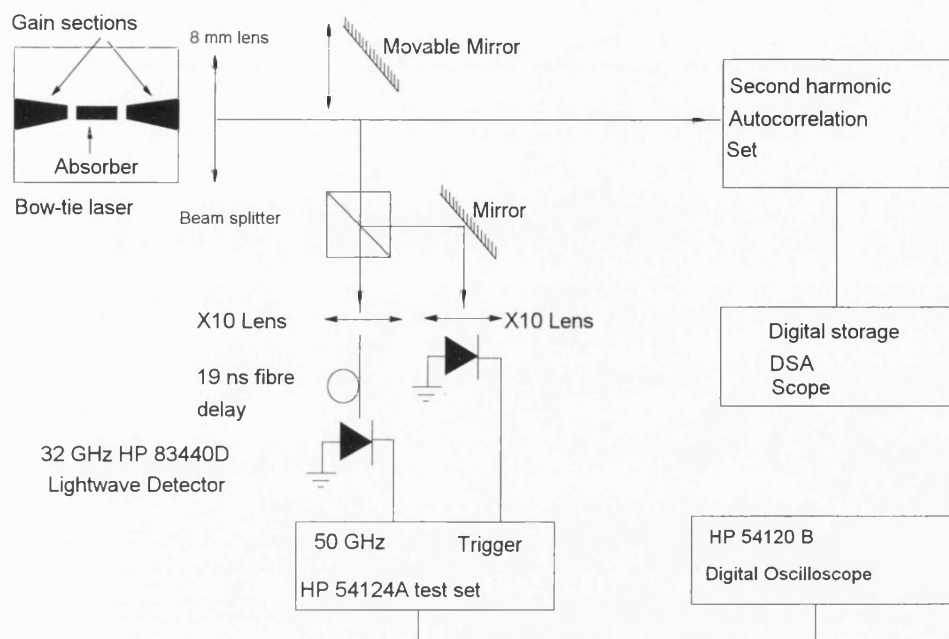 Gain sections
8 mm lens
Movable Mirror
Second harmonic
Autocorrelation
Set
Absorber
Bow-tie laser
Beam splitter
Mirror
X10 Lens
X10 Lens
Digital storage
DSA
Scope
19 ns fibre
delay
32 GHz HP 83440D
Lightwave Detector
50 GHz
Trigger
HP 54124A test set
HP 54120 B
Digital Oscilloscope